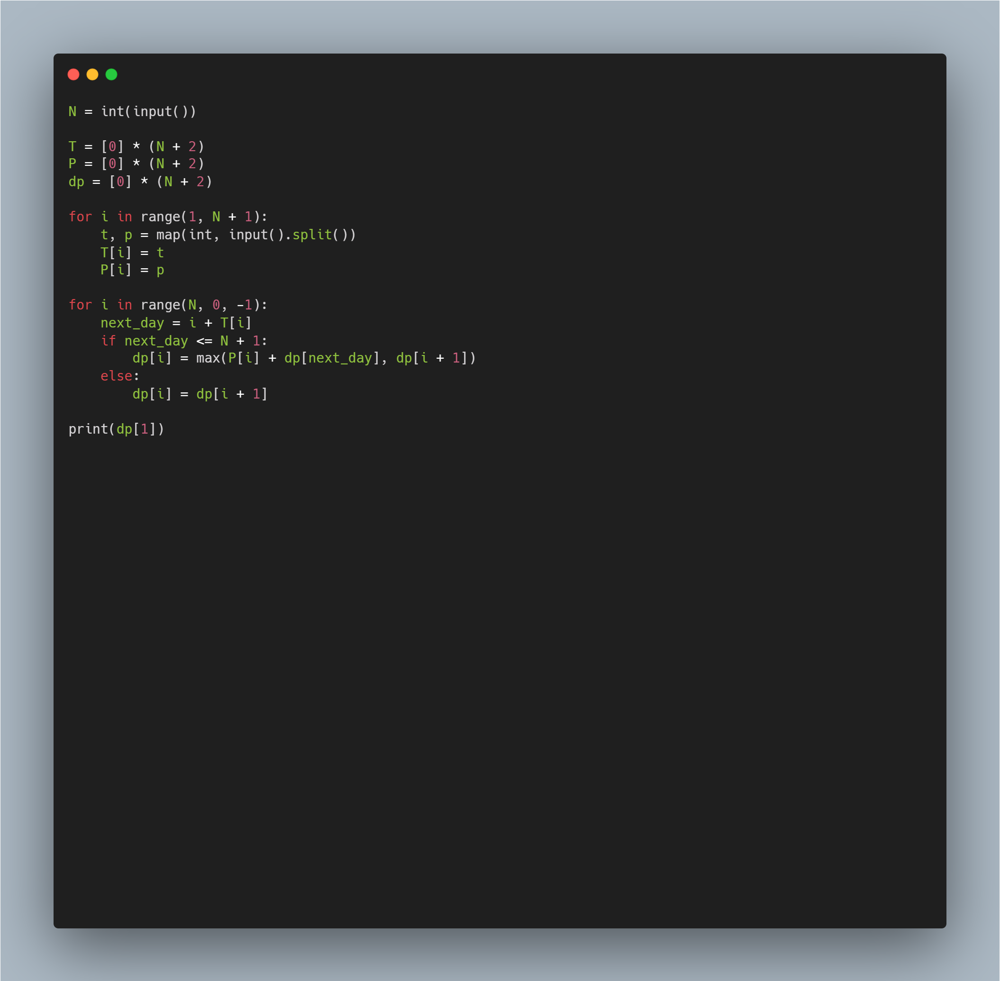 N = int(input())

T = [0] * (N + 2)
P = [0] * (N + 2)
dp = [0] * (N + 2)

for i in range(1, N + 1):
    t, p = map(int, input().split())
    T[i] = t
    P[i] = p

for i in range(N, 0, -1):
    next_day = i + T[i]
    if next_day <= N + 1:
        dp[i] = max(P[i] + dp[next_day], dp[i + 1])
    else:
        dp[i] = dp[i + 1]

print(dp[1])